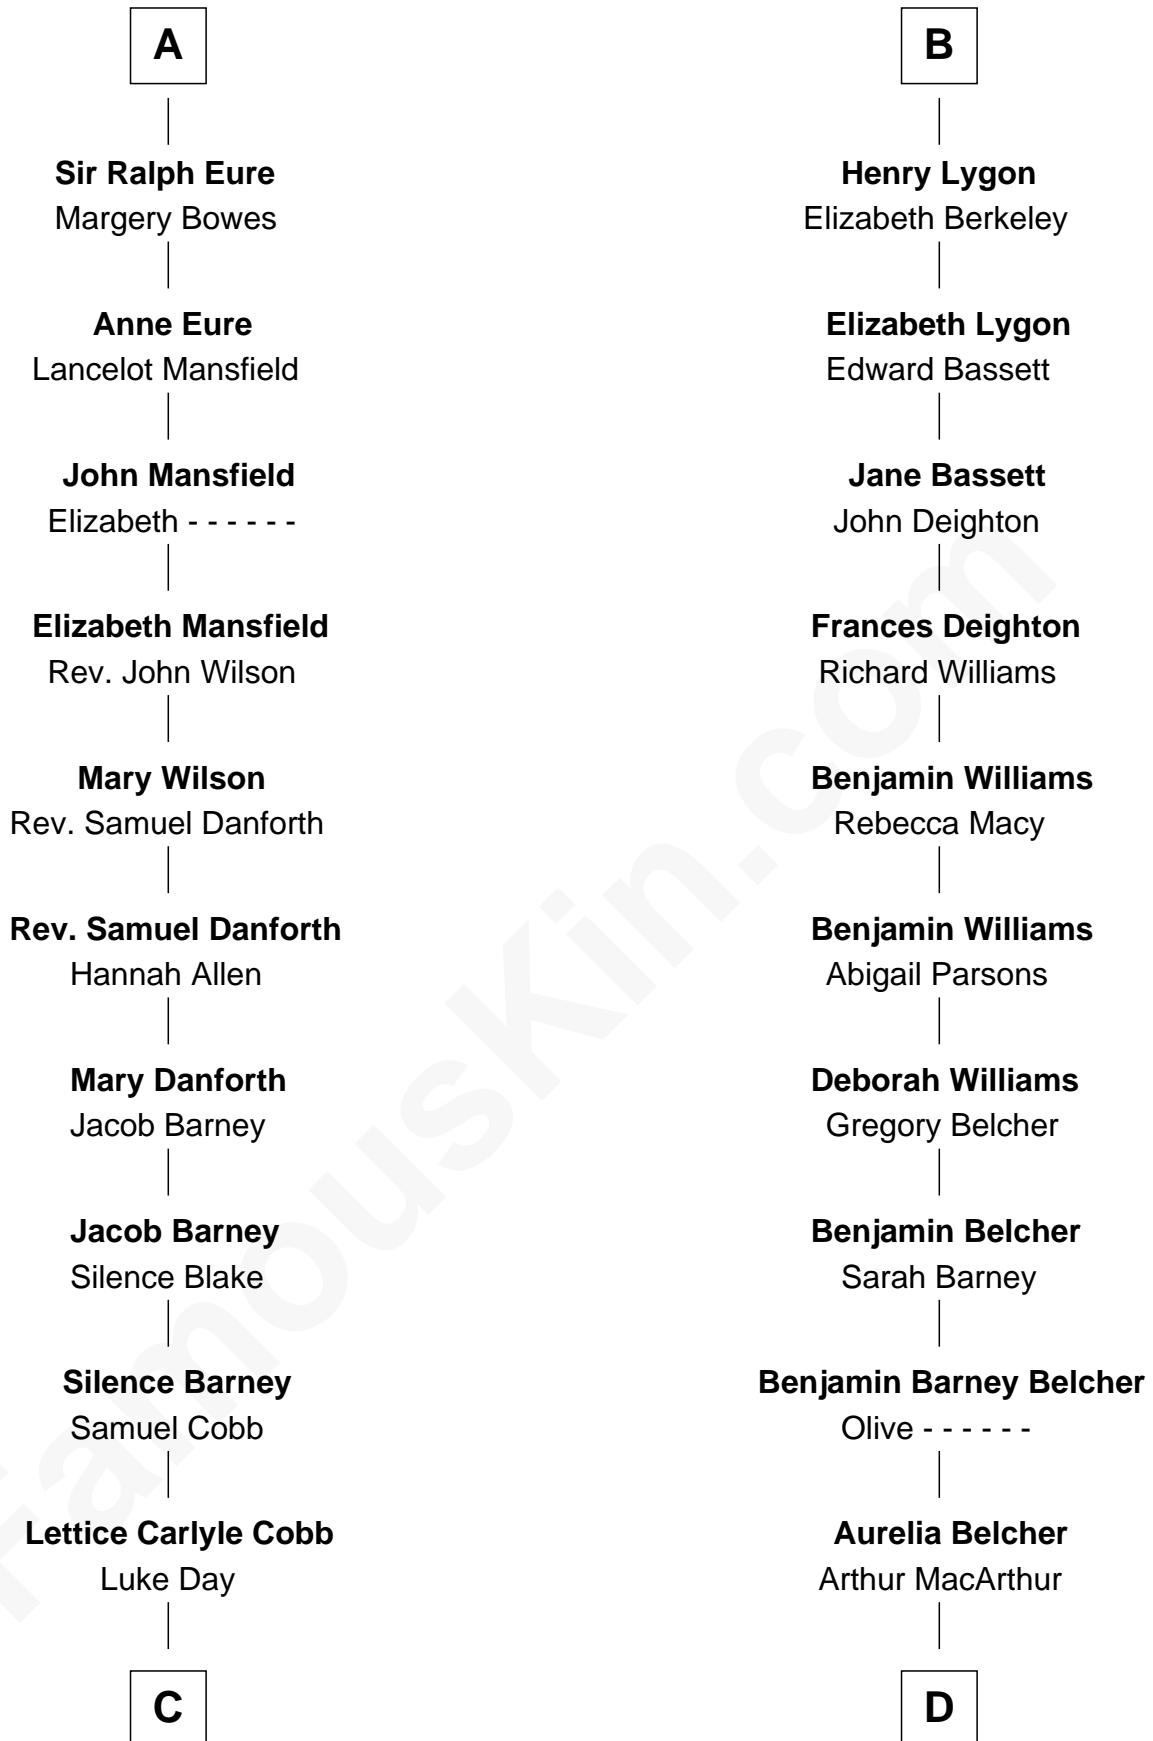 A
Sir Ralph Eure
Margery Bowes
Anne Eure
Lancelot Mansfield
John Mansfield
Elizabeth - - - - - -
Elizabeth Mansfield
Rev. John Wilson
Mary Wilson
Rev. Samuel Danforth
Rev. Samuel Danforth
Hannah Allen
Mary Danforth
Jacob Barney
Jacob Barney
Silence Blake
Silence Barney
Samuel Cobb
Lettice Carlyle Cobb
Luke Day
C
B
Henry Lygon
Elizabeth Berkeley
Elizabeth Lygon
Edward Bassett
Jane Bassett
John Deighton
Frances Deighton
Richard Williams
Benjamin Williams
Rebecca Macy
Benjamin Williams
Abigail Parsons
Deborah Williams
Gregory Belcher
Benjamin Belcher
Sarah Barney
Benjamin Barney Belcher
Olive - - - - - -
Aurelia Belcher
Arthur MacArthur
D
FamousKin.com